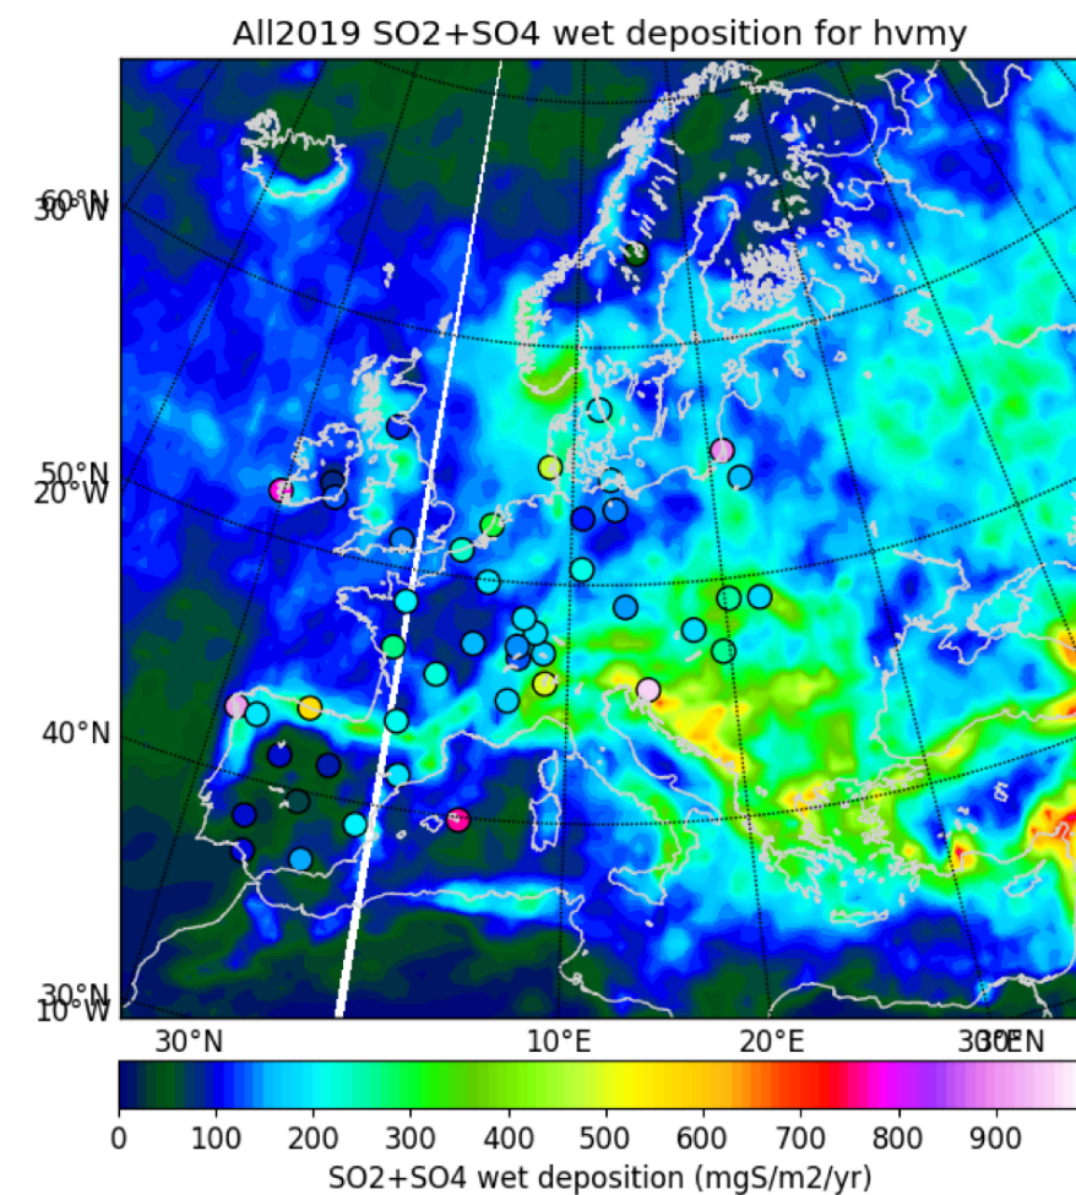 All2019 SO2+SO4 wet deposition for hvmy
60°N
30°W
50°N
20°W
40°N
30°N
10°W
30°N 10°E 20°E 30°E
0 100 200 300 400 500 600 700 800 900
SO2+SO4 wet deposition (mgS/m2/yr)